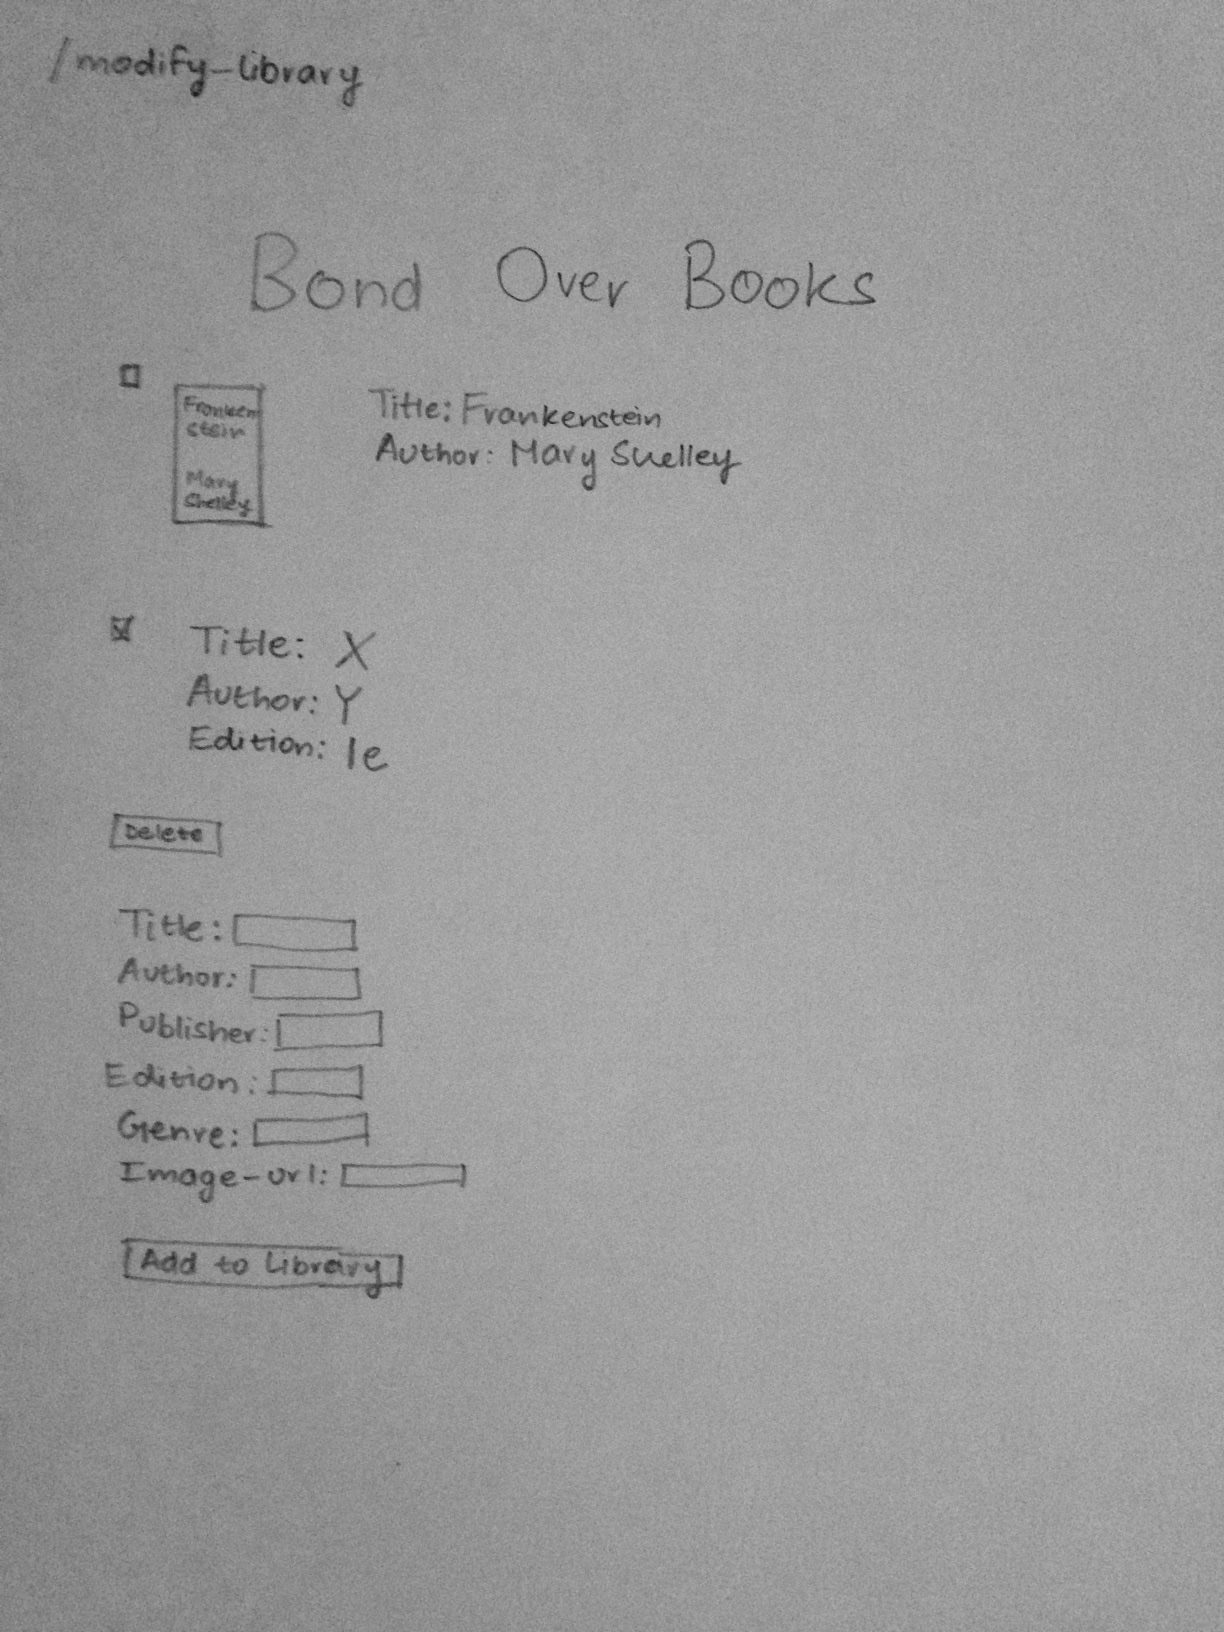 /modify-library
Bond Over Books
Franken
stein
Mary
Shelley
Title: Frankenstein
Author: Mary Shelley
Title: X
Author: Y
Edition: 1e
Delete
Title:
Author:
Publisher:
Edition:
Genre:
Image-url:
Add to Library